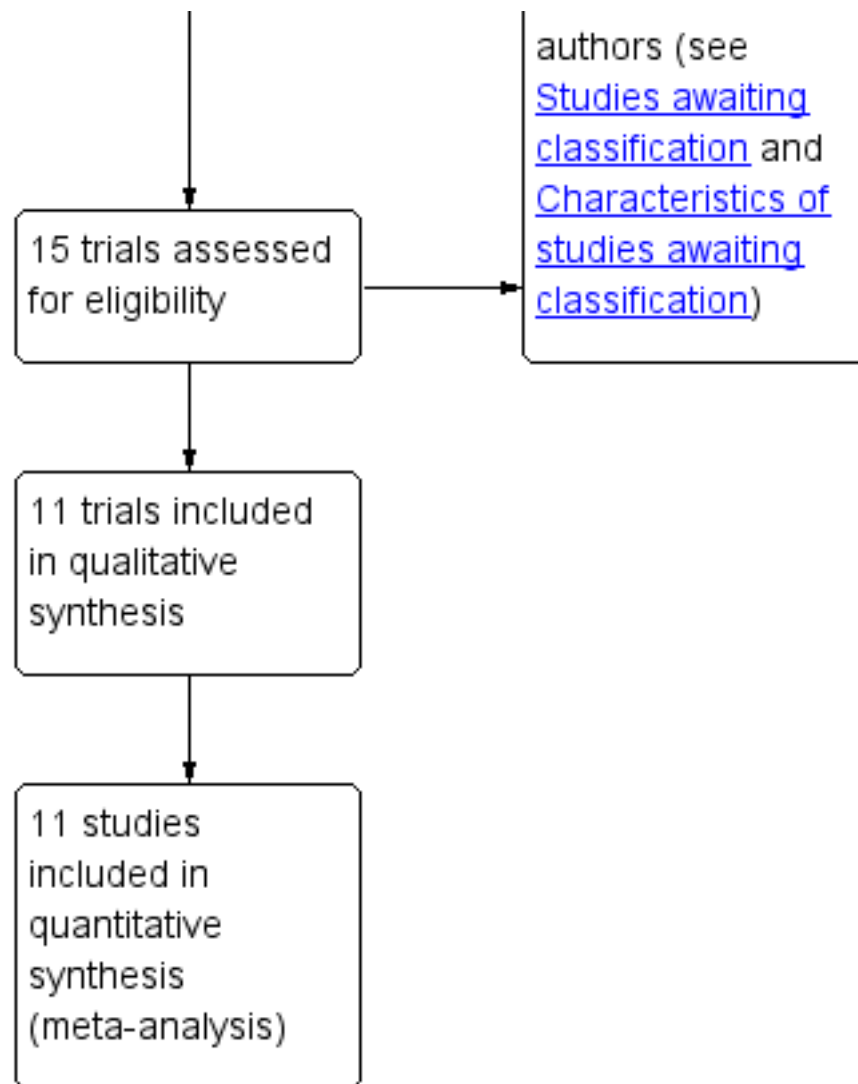 authors (see
Studies awaiting
classification and
Characteristics of
studies awaiting
classification)
15 trials assessed
for eligibility
11 trials included
in qualitative
synthesis
11 studies
included in
quantitative
synthesis
(meta-analysis)